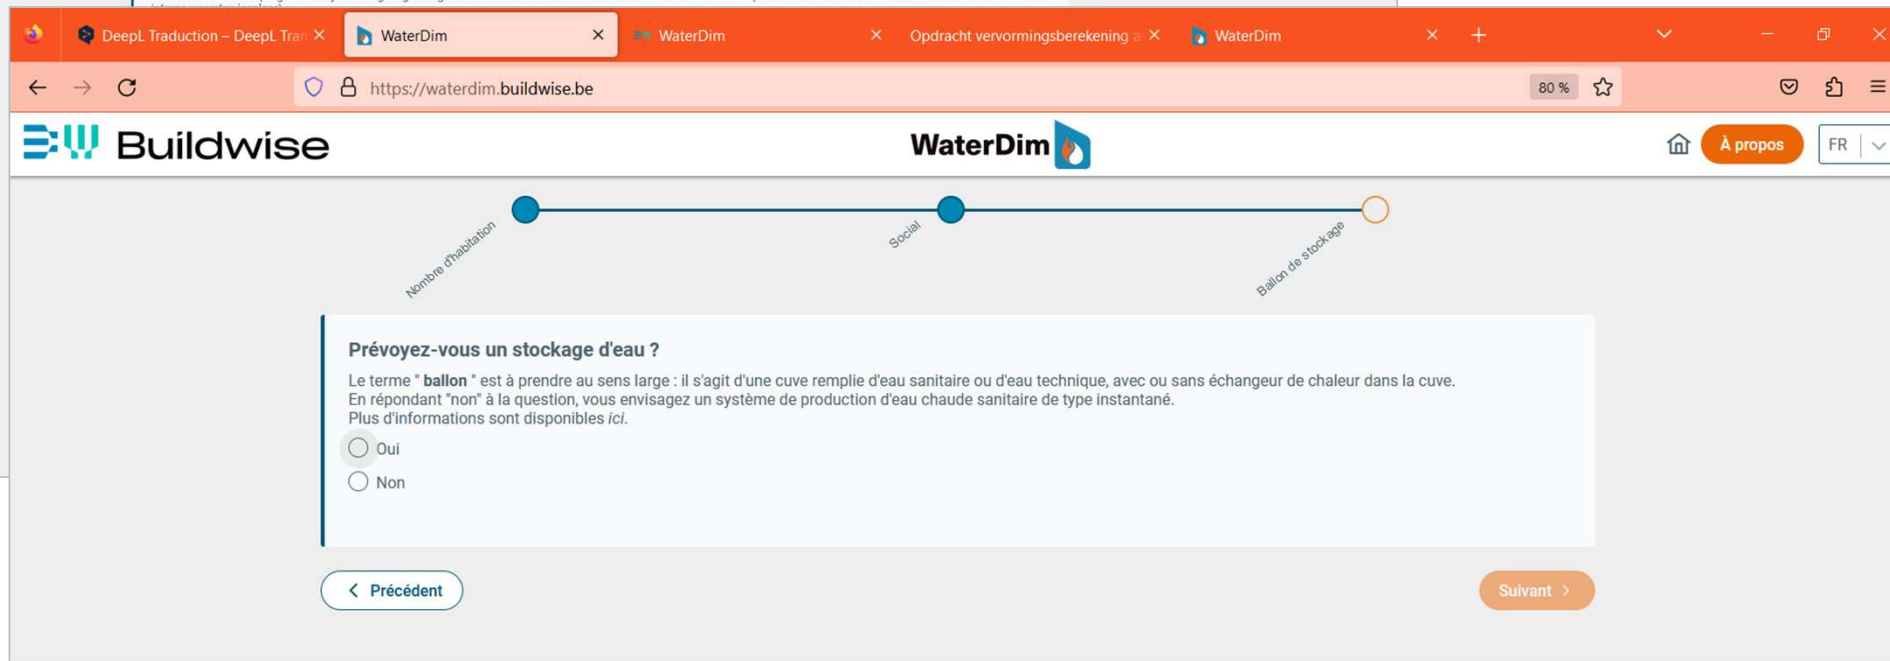 DeepL Traduction – DeepL Tran
WaterDim
WaterDim
Opdracht vervormingsberekening a
WaterDim
https://waterdim.buildwise.be
80 %
Buildwise
WaterDim
À propos
FR
Nombre d'habitation
Social
Ballon de stockage
Prévoyez-vous un stockage d'eau ?
Le terme " ballon " est à prendre au sens large : il s'agit d'une cuve remplie d'eau sanitaire ou d'eau technique, avec ou sans échangeur de chaleur dans la cuve.
En répondant "non" à la question, vous envisagez un système de production d'eau chaude sanitaire de type instantané.
Plus d'informations sont disponibles ici.
Oui
Non
Précédent
Suivant